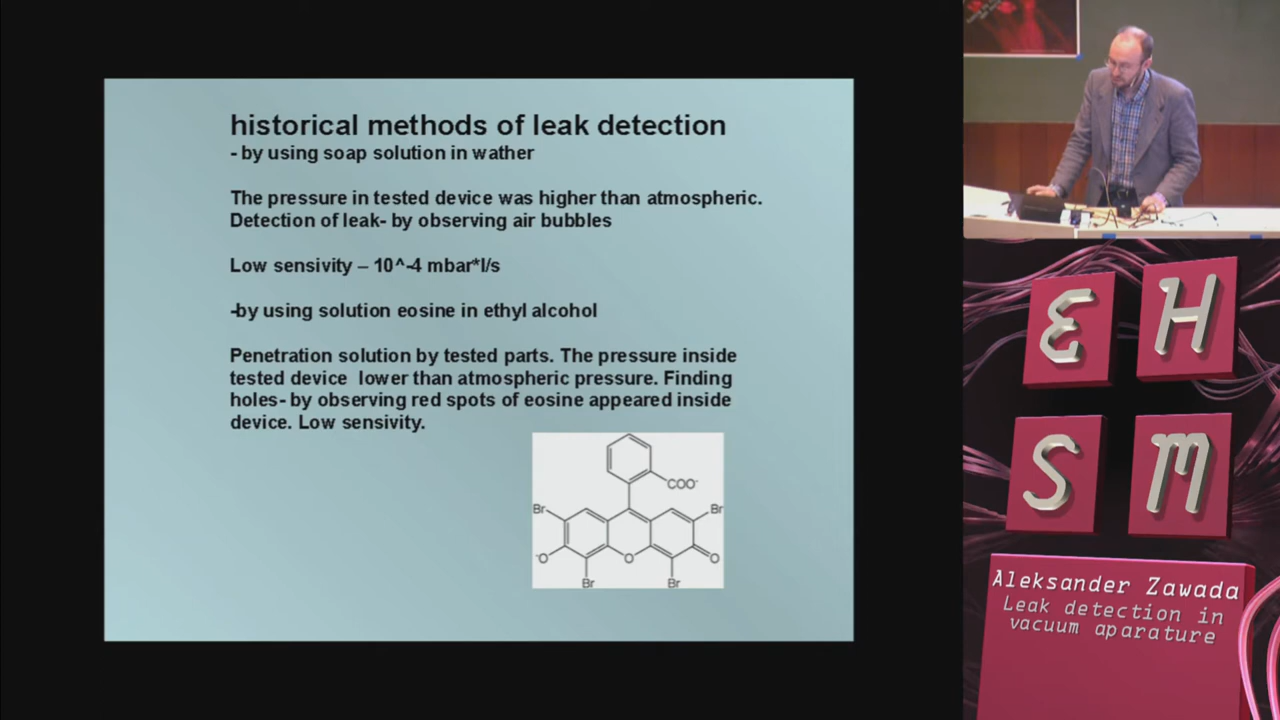 historical methods of leak detection
- by using soap solution in wather
The pressure in tested device was higher than atmospheric.
Detection of leak- by observing air bubbles
Low sensivity – 10^-4 mbar*l/s
-by using solution eosine in ethyl alcohol
Penetration solution by tested parts. The pressure inside
tested device lower than atmospheric pressure. Finding
holes- by observing red spots of eosine appeared inside
device. Low sensivity.
COO-
Br
Br
-O
O
O
Br
Br
E H
S M
Aleksander Zawada
Leak detection in
vacuum aparature